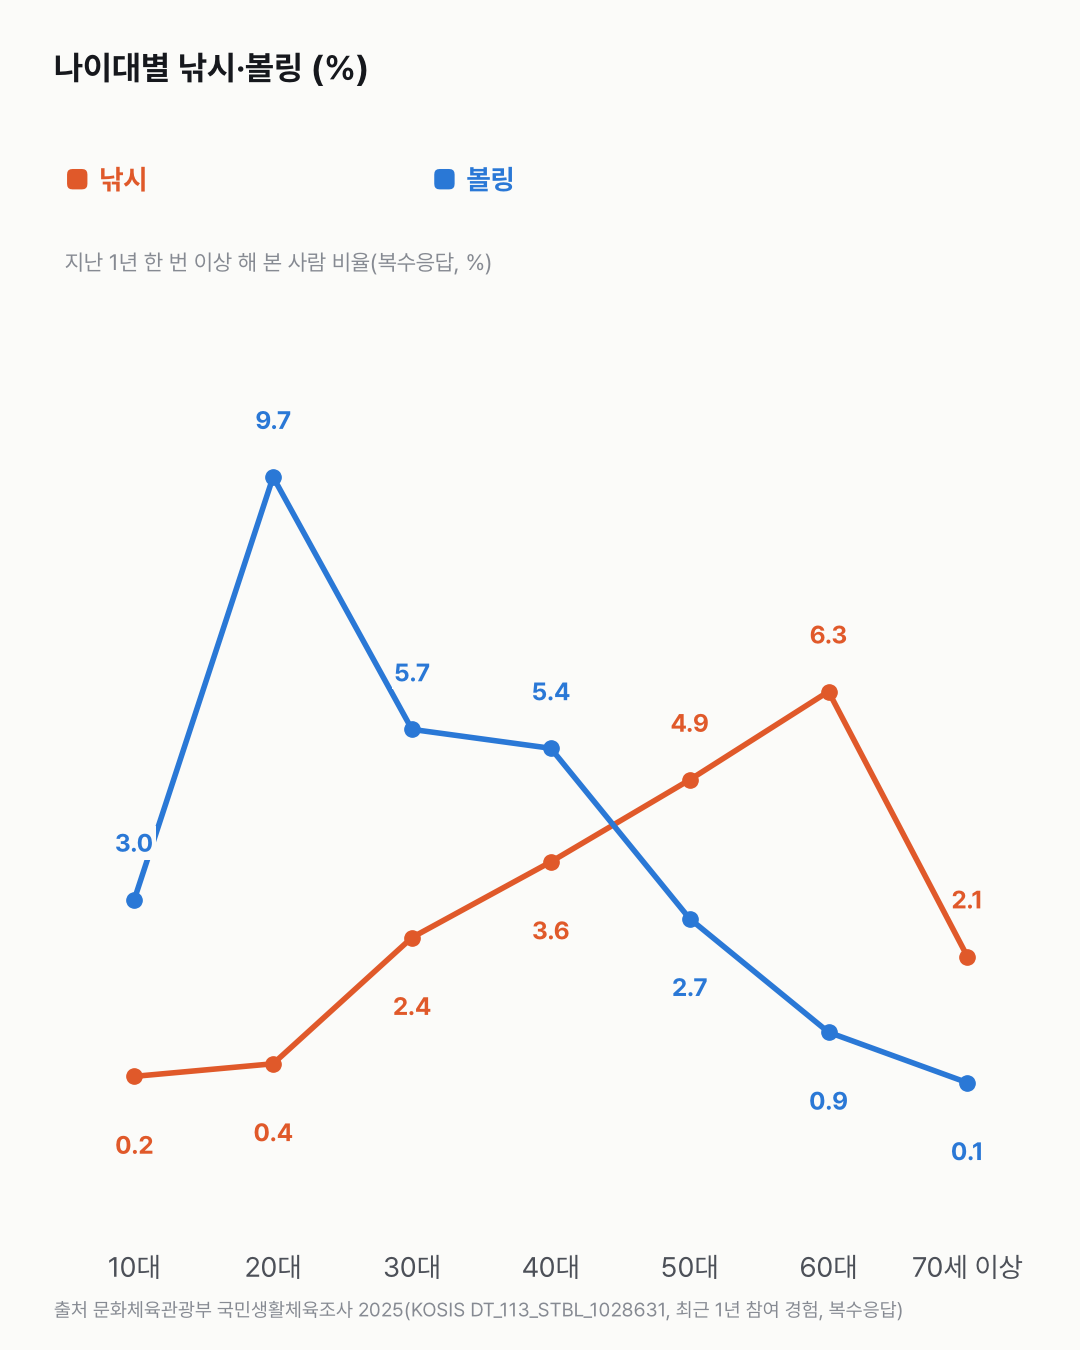 나이대별 낚시·볼링 (%)
낚시 볼링
지난 1년 한 번 이상 해 본 사람 비율(복수응답, %)
9.7
6.3
5.7
5.4
4.9
3.0
2.1
3.6
2.7
2.4
0.9
0.4
0.2
0.1
10대 20대 30대 40대 50대 60대 70세 이상
출처 문화체육관광부 국민생활체육조사 2025(KOSIS DT_113_STBL_1028631, 최근 1년 참여 경험, 복수응답)